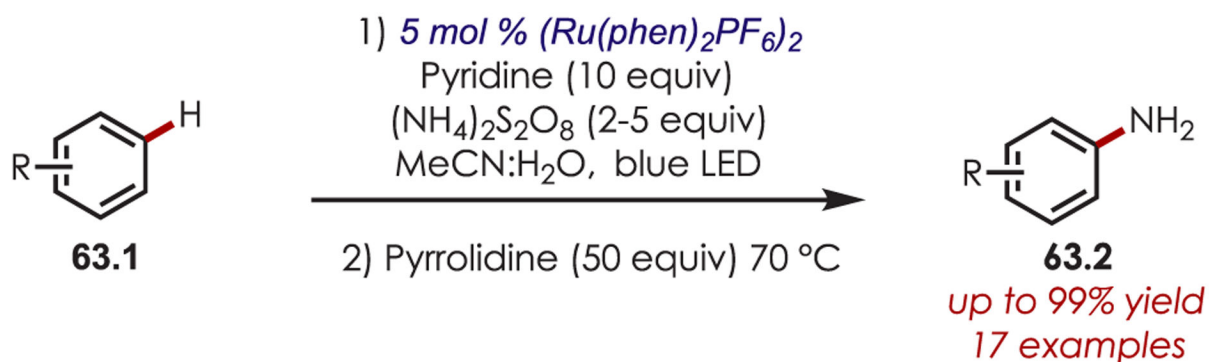 1) 5 mol % (Ru(phen)₂PF₆)₂
Pyridine (10 equiv)
(NH₄)₂S₂O₈ (2-5 equiv)
MeCN:H₂O, blue LED
2) Pyrrolidine (50 equiv) 70 ºC
R
H
63.1
R
NH₂
63.2
up to 99% yield
17 examples